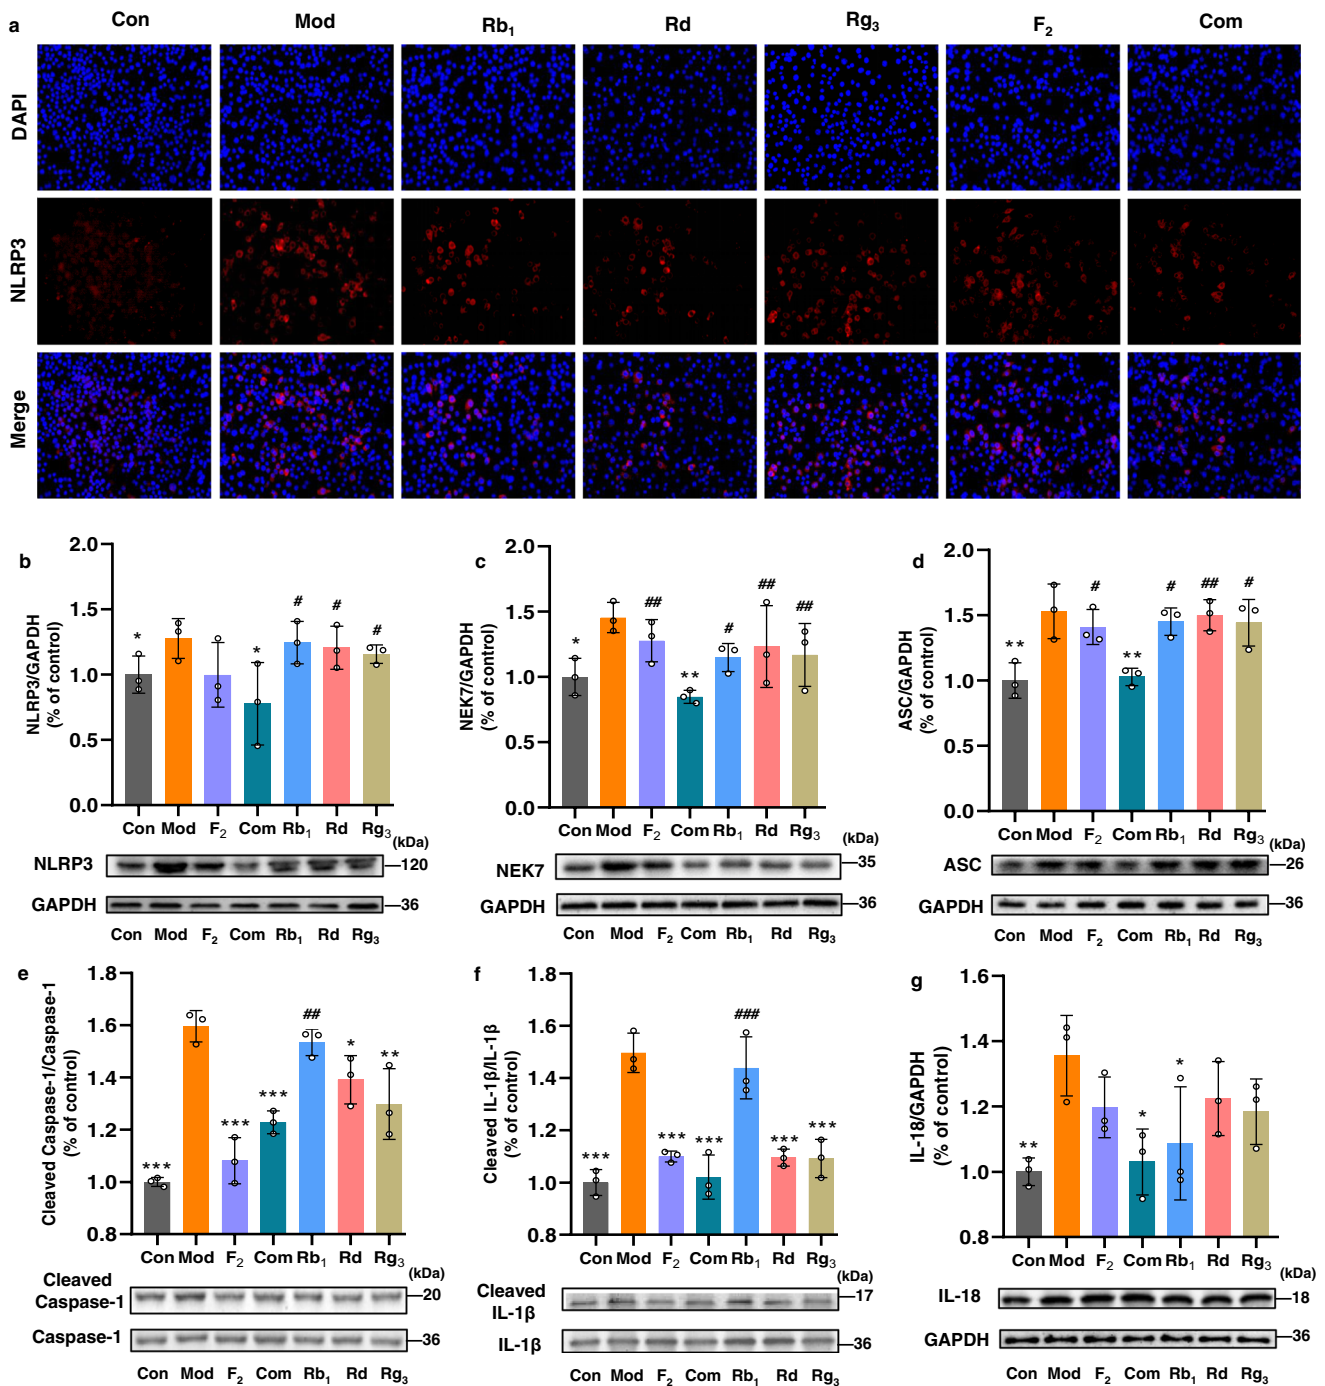 a
Con Mod Rb₁ Rd Rg₃ F₂ Com
DAPI
NLRP3
Merge
b
NLRP3/GAPDH
(% of control)
2.0
1.5
1.0
0.5
0.0
* * # # #
Con Mod F₂ Com Rb₁ Rd Rg₃
(kDa)
NLRP3 120
GAPDH 36
Con Mod F₂ Com Rb₁ Rd Rg₃
c
NEK7/GAPDH
(% of control)
2.0
1.5
1.0
0.5
0.0
* ## ** # ## ##
Con Mod F₂ Com Rb₁ Rd Rg₃
(kDa)
NEK7 35
GAPDH 36
Con Mod F₂ Com Rb₁ Rd Rg₃
d
ASC/GAPDH
(% of control)
2.0
1.5
1.0
0.5
0.0
** # ** # ## #
Con Mod F₂ Com Rb₁ Rd Rg₃
(kDa)
ASC 26
GAPDH 36
Con Mod F₂ Com Rb₁ Rd Rg₃
e
Cleaved Caspase-1/Caspase-1
(% of control)
1.8
1.6
1.4
1.2
1.0
0.8
*** *** *** ## * **
Con Mod F₂ Com Rb₁ Rd Rg₃
(kDa)
Cleaved
Caspase-1 20
Caspase-1 36
Con Mod F₂ Com Rb₁ Rd Rg₃
f
Cleaved IL-1β/IL-1β
(% of control)
1.8
1.6
1.4
1.2
1.0
0.8
*** *** *** ### *** ***
Con Mod F₂ Com Rb₁ Rd Rg₃
(kDa)
Cleaved
IL-1β 17
IL-1β 36
Con Mod F₂ Com Rb₁ Rd Rg₃
g
IL-18/GAPDH
(% of control)
1.8
1.6
1.4
1.2
1.0
0.8
** * *
Con Mod F₂ Com Rb₁ Rd Rg₃
(kDa)
IL-18 18
GAPDH 36
Con Mod F₂ Com Rb₁ Rd Rg₃